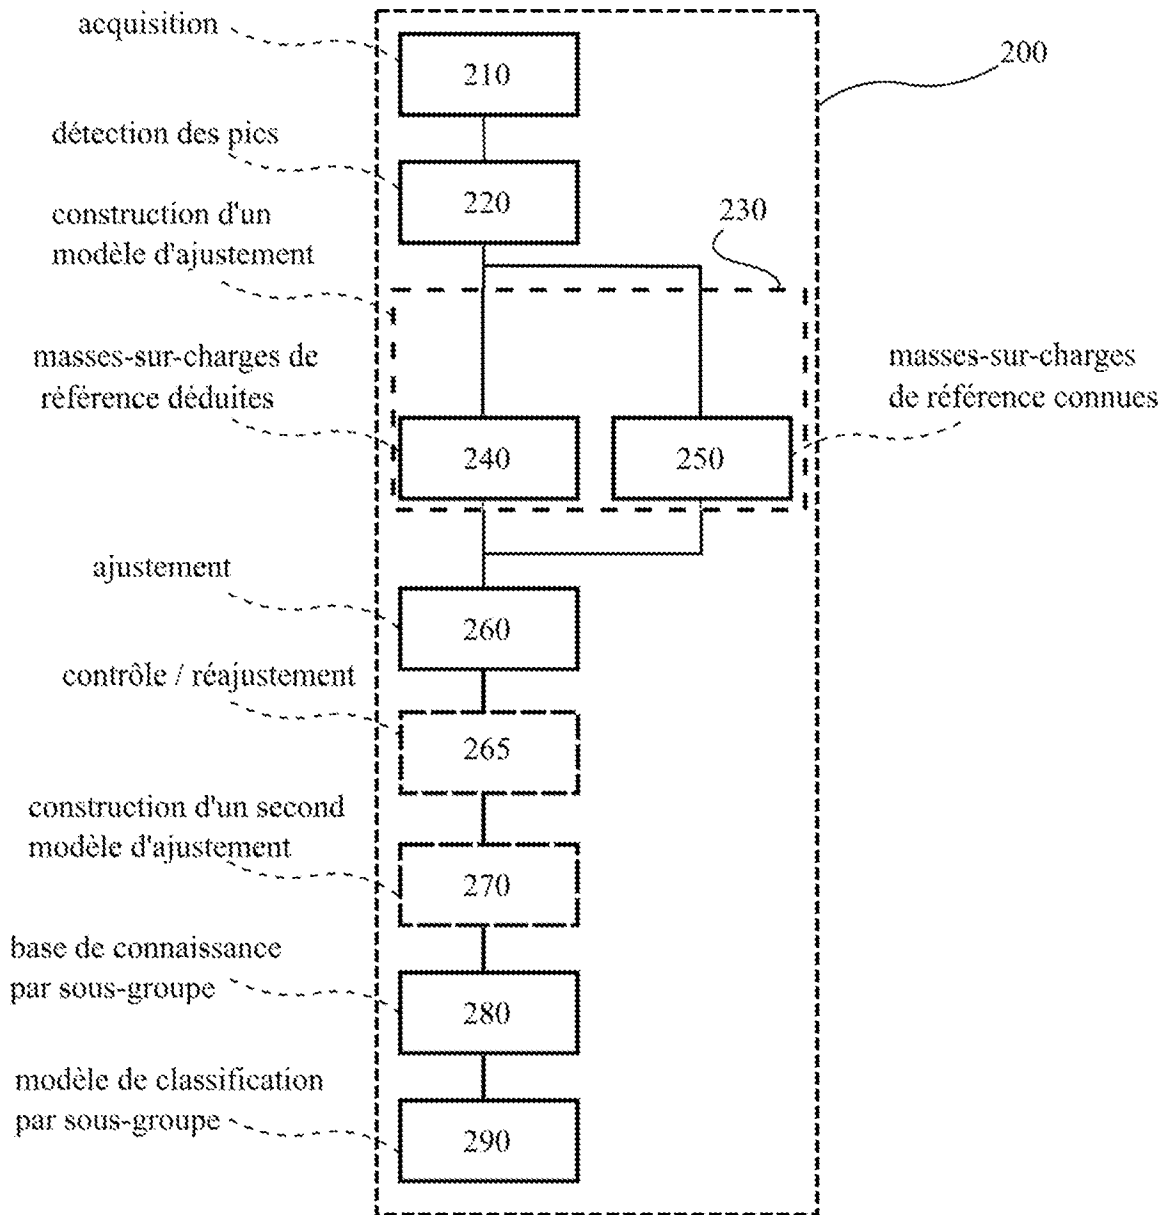 acquisition
210
200
détection des pics
220
construction d'un
modèle d'ajustement
230
masses-sur-charges de
référence déduites
masses-sur-charges
de référence connues
240
250
ajustement
260
contrôle / réajustement
265
construction d'un second
modèle d'ajustement
270
base de connaissance
par sous-groupe
280
modèle de classification
par sous-groupe
290